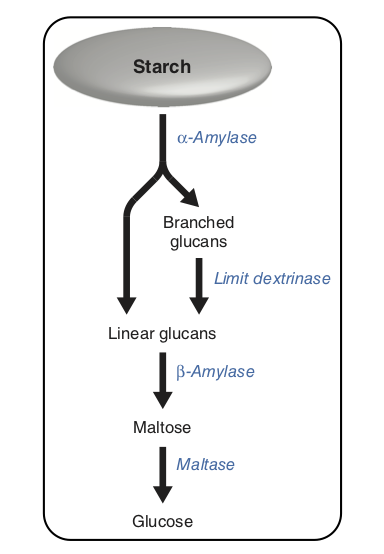 Starch
α-Amylase
Branched
glucans
Limit dextrinase
Linear glucans
β-Amylase
Maltose
Maltase
Glucose